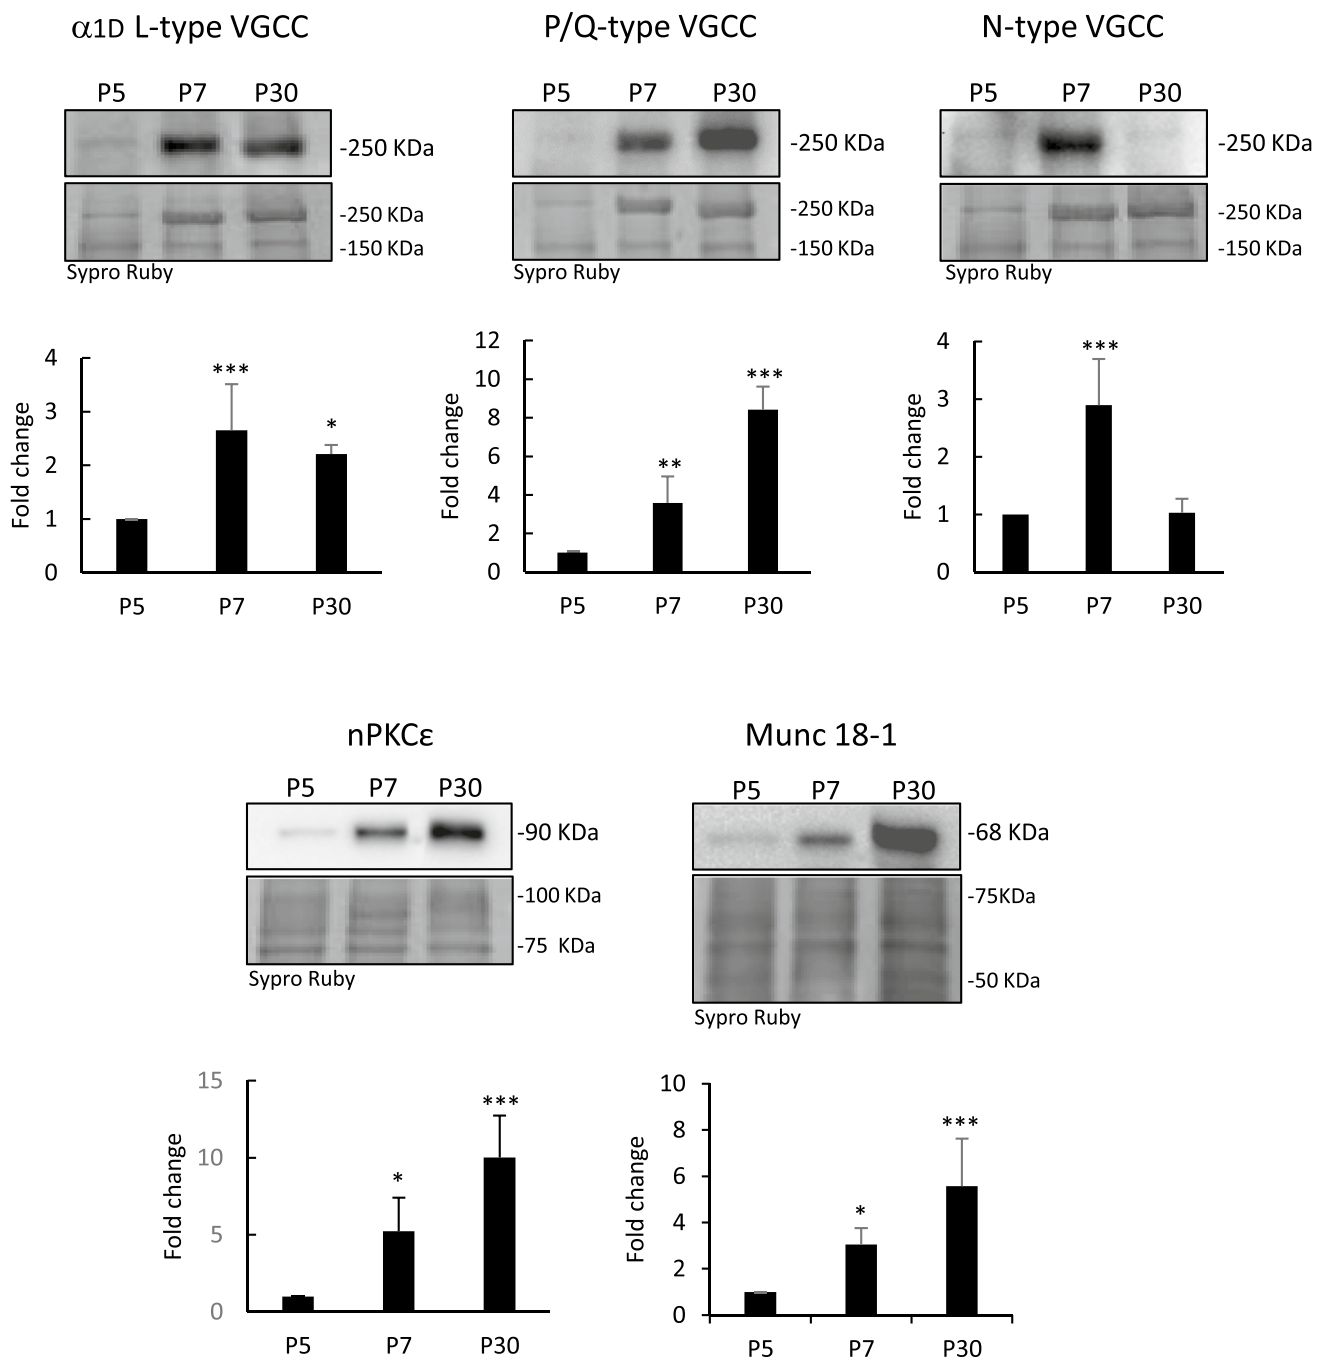 α1D L-type VGCC
P5 P7 P30
-250 KDa
-250 KDa
-150 KDa
Sypro Ruby
4
3
2
1
0
Fold change
***
*
P5 P7 P30
P/Q-type VGCC
P5 P7 P30
-250 KDa
-250 KDa
-150 KDa
12
10
8
6
4
2
0
Fold change
**
***
P5 P7 P30
N-type VGCC
P5 P7 P30
-250 KDa
-250 KDa
-150 KDa
Sypro Ruby
4
3
2
1
0
Fold change
***
P5 P7 P30
nPKCε
P5 P7 P30
-90 KDa
-100 KDa
-75 KDa
Sypro Ruby
15
10
5
0
Fold change
*
***
P5 P7 P30
Munc 18-1
P5 P7 P30
-68 KDa
-75KDa
-50 KDa
Sypro Ruby
10
8
6
4
2
0
Fold change
*
***
P5 P7 P30